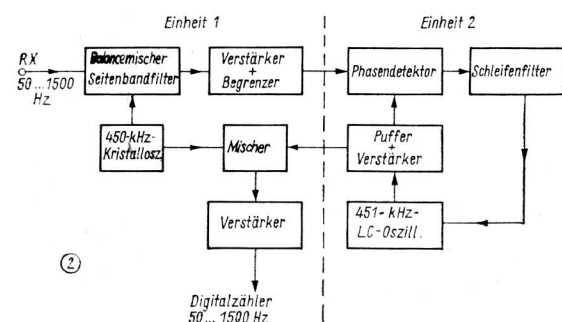 Einheit 1
Einheit 2
RX
50...1500
Hz
Balancemischer
Seitenbandfilter
Verstärker
+
Begrenzer
Phasendetektor
Schleifenfilter
450-kHz-
Kristallosz.
Mischer
Puffer
+
Verstärker
Verstärker
451-kHz-
LC-Oszill.
2
Digitalzähler
50...1500 Hz